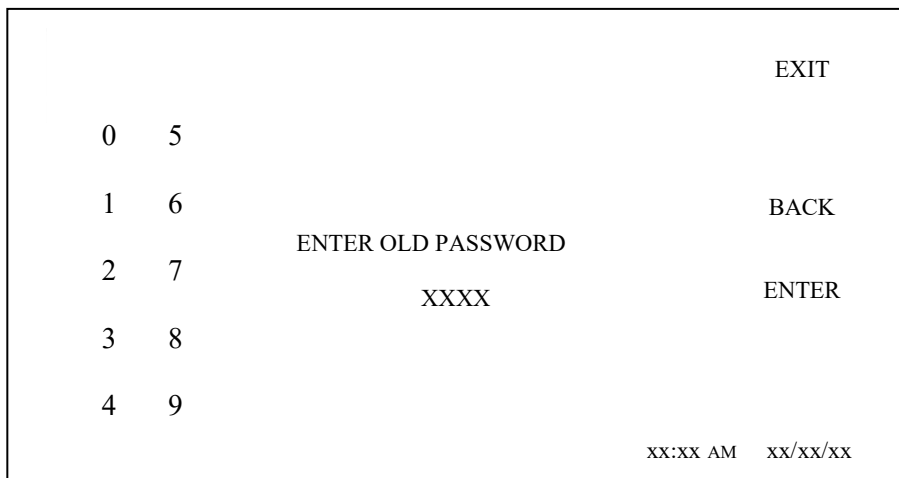 EXIT
0 5
1 6
BACK
ENTER OLD PASSWORD
2 7
ENTER
XXXX
3 8
4 9
xx:xx AM xx/xx/xx